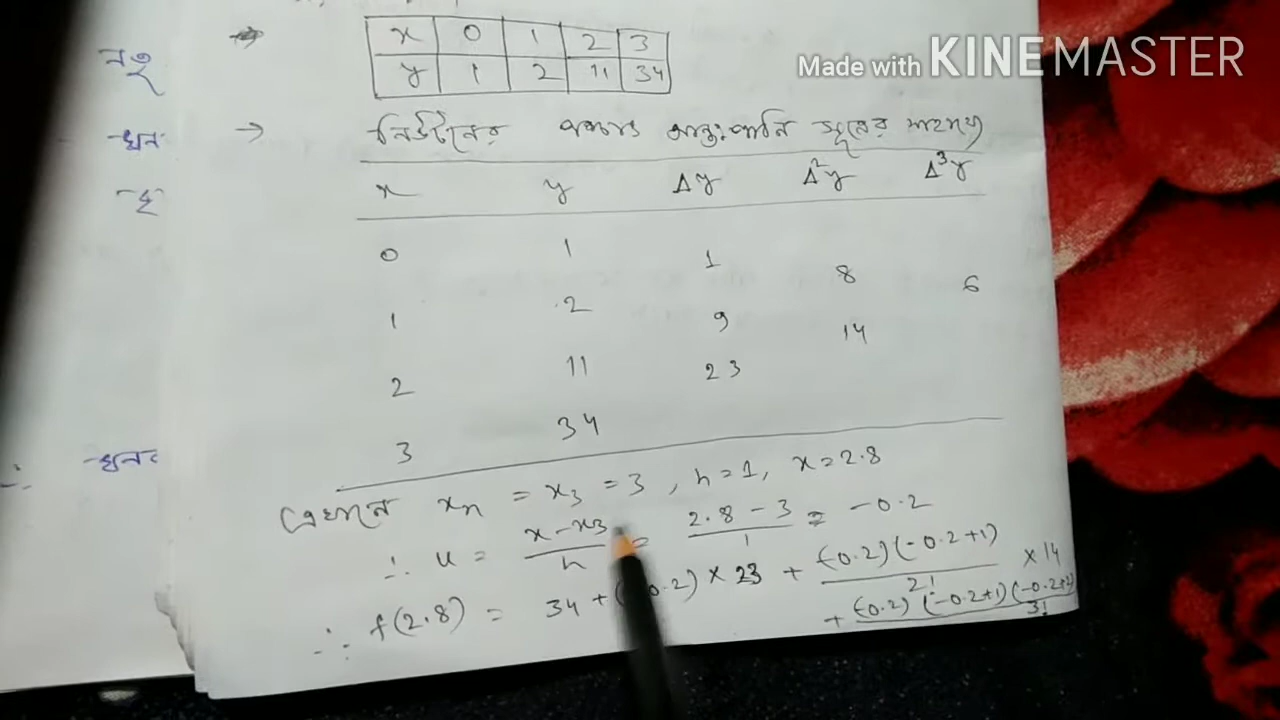 Made with KINEMASTER
x 0 1 2 3
y 1 2 11 34
→ নিউটনের পশ্চাৎ অন্তঃপাতি সূত্রের সাহায্যে
x y Δy Δ²y Δ³y
0 1 1 8 6
1 2 9 14
2 11 23
3 34
এখানে xₙ = x₃ = 3, h = 1, x = 2.8
∴ u = (x - x₃)/h = (2.8 - 3)/1 = -0.2
∴ f(2.8) = 34 + (-0.2) × 23 + (-0.2)(-0.2+1)/2! × 14
+ (-0.2)(-0.2+1)(-0.2+2)/3!